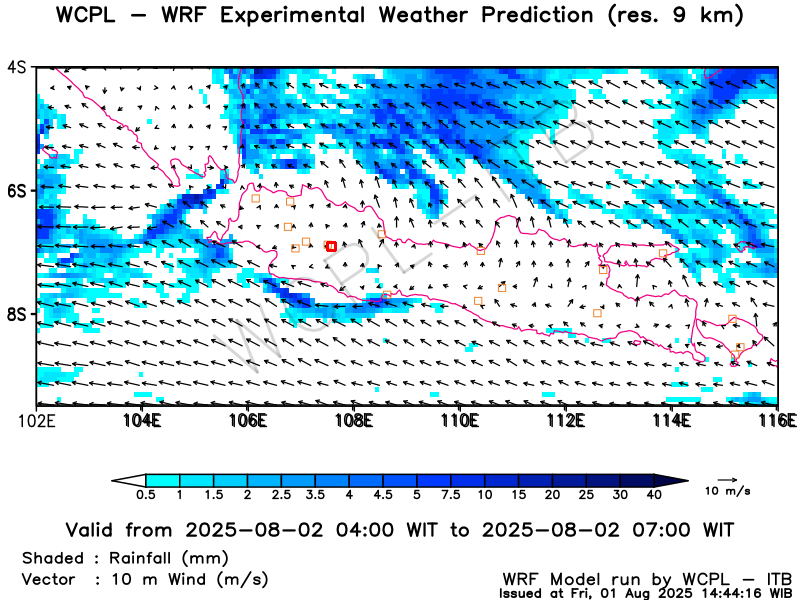 WCPL – WRF Experimental Weather Prediction (res. 9 km)
4S
6S
8S
102E 104E 106E 108E 110E 112E 114E 116E
WCPL-ITB
0.5 1 1.5 2 2.5 3.5 4 4.5 5 7.5 10 15 20 25 30 40
10 m/s
Valid from 2025-08-02 04:00 WIT to 2025-08-02 07:00 WIT
Shaded : Rainfall (mm)
Vector : 10 m Wind (m/s)
WRF Model run by WCPL – ITB
Issued at Fri, 01 Aug 2025 14:44:16 WIB